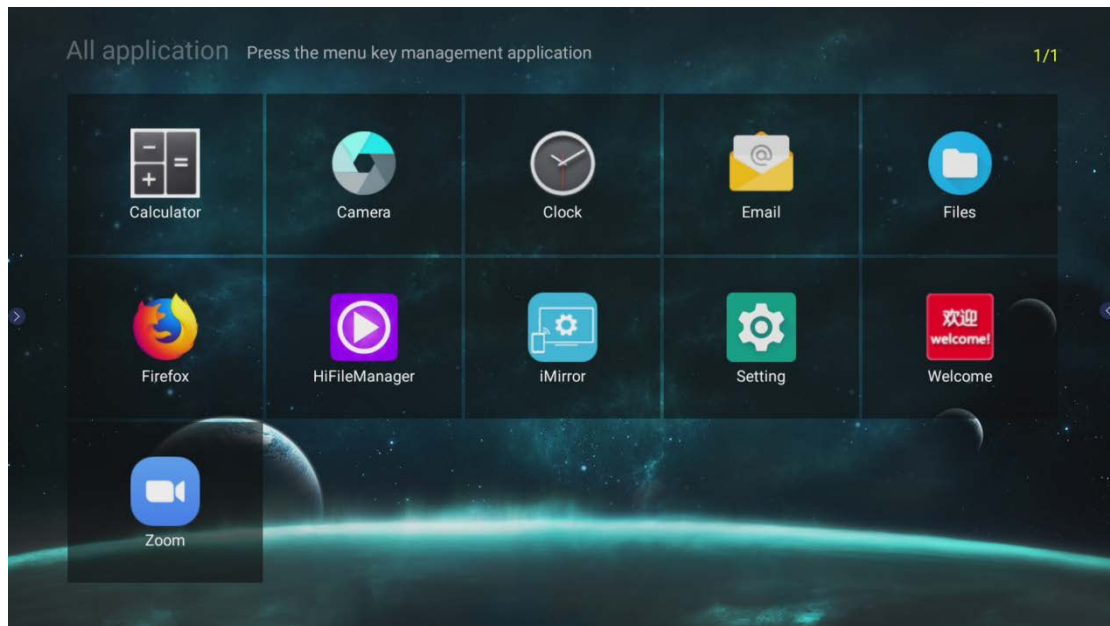 All application Press the menu key management application
1/1
Calculator
Camera
Clock
@
Email
Files
Firefox
HiFileManager
iMirror
Setting
欢迎
welcome!
Welcome
Zoom